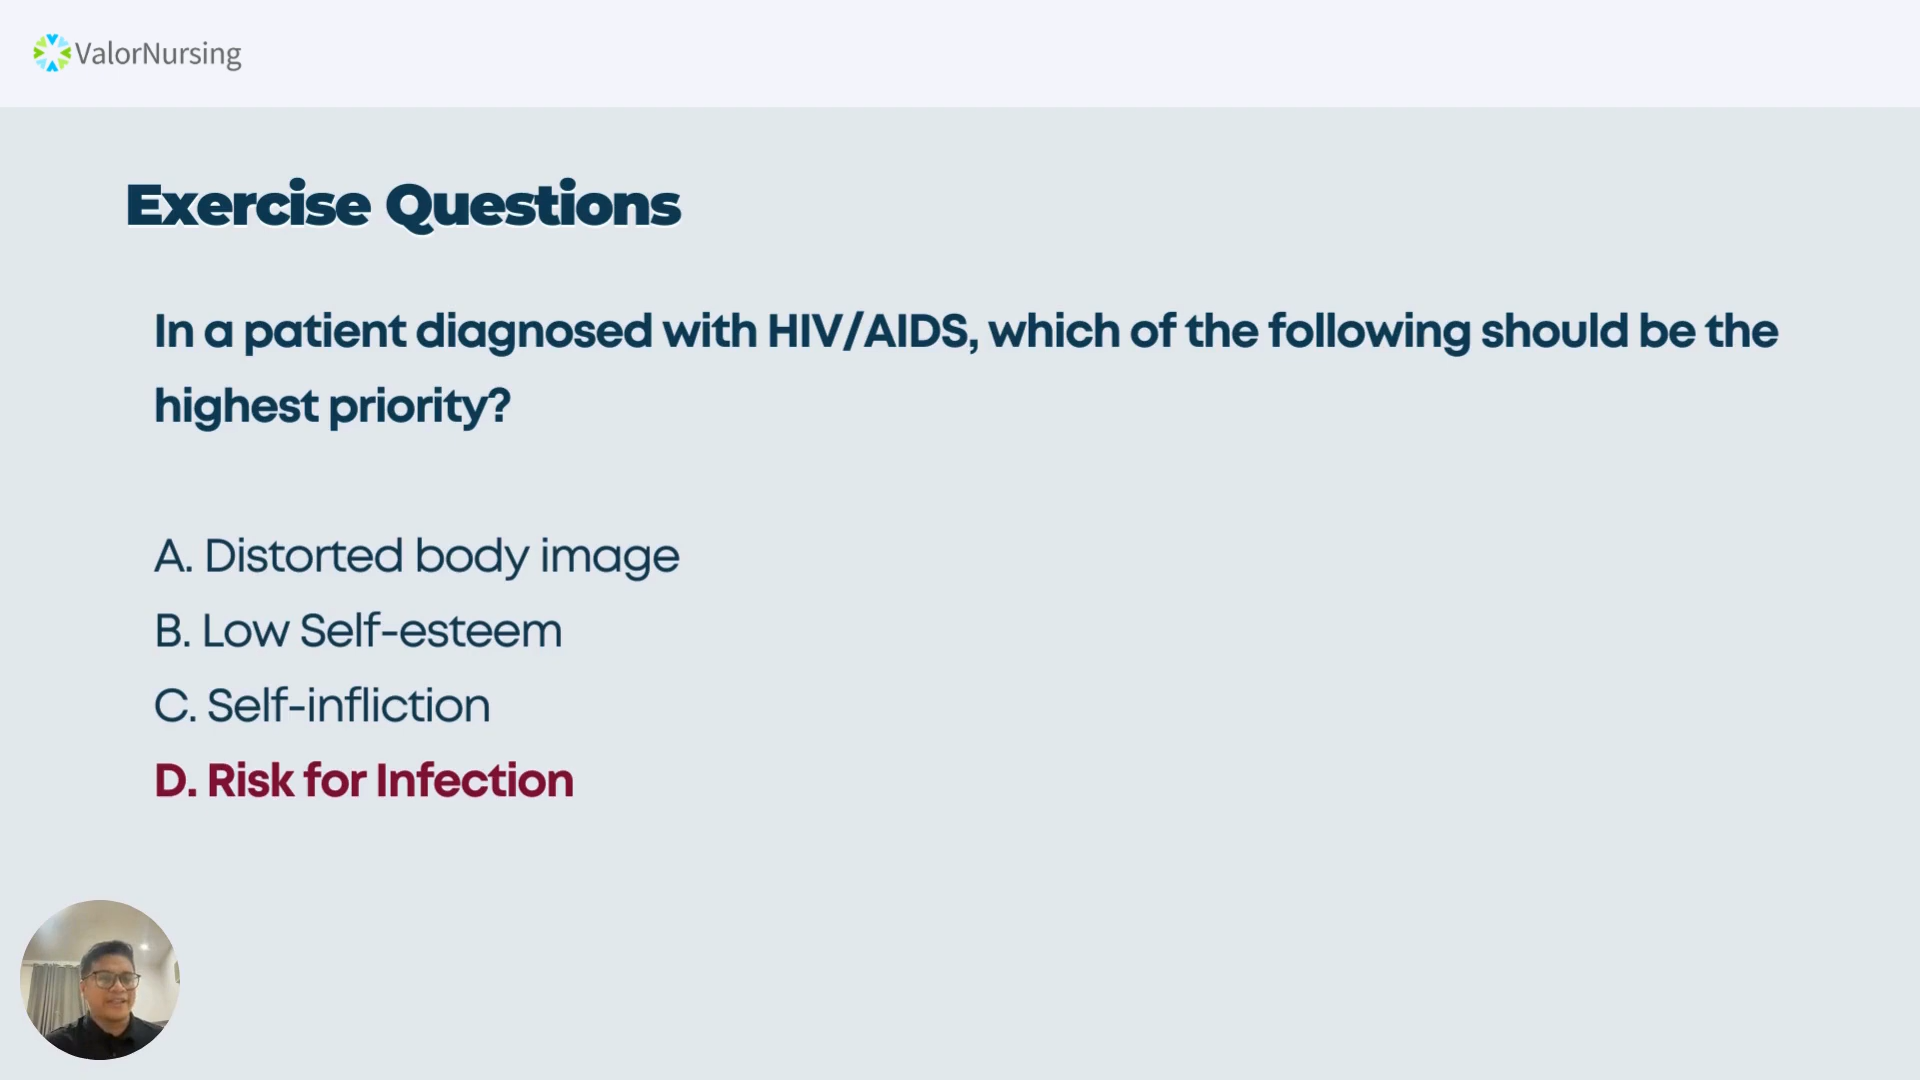 ValorNursing
Exercise Questions
In a patient diagnosed with HIV/AIDS, which of the following should be the
highest priority?
A. Distorted body image
B. Low Self-esteem
C. Self-infliction
D. Risk for Infection